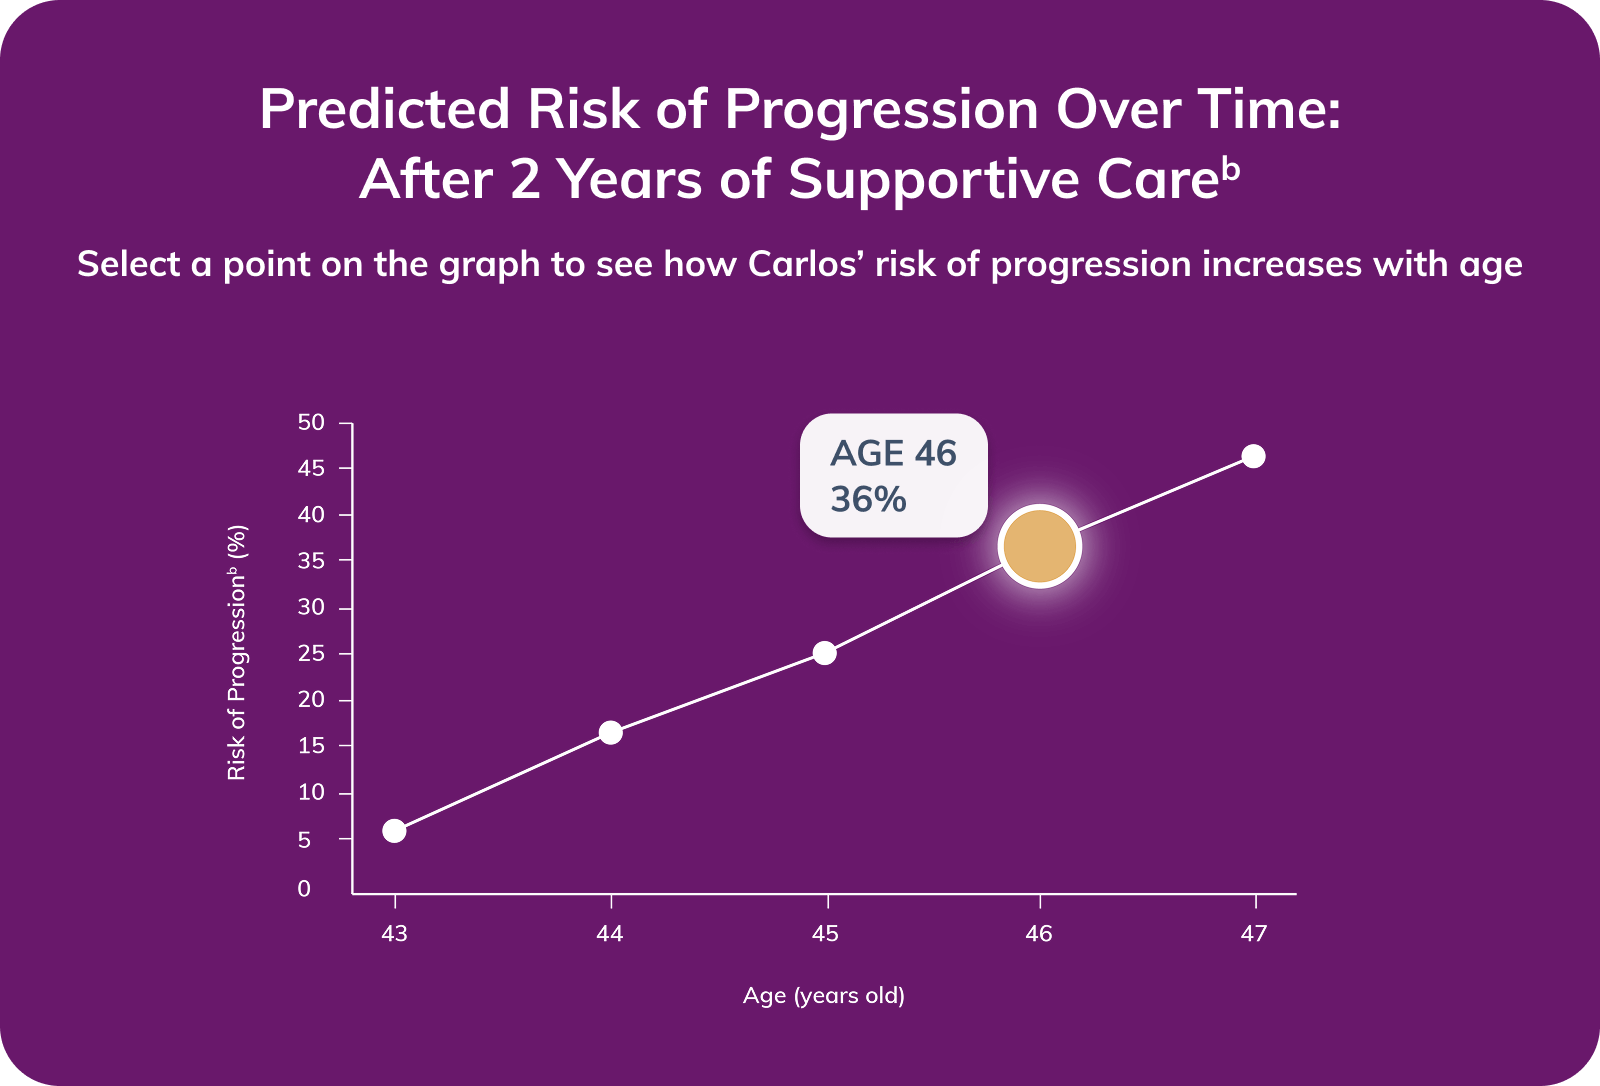 Predicted Risk of Progression Over Time:
After 2 Years of Supportive Careᵇ
Select a point on the graph to see how Carlos’ risk of progression increases with age
AGE 46
36%
Risk of Progressionᵇ (%)
50
45
40
35
30
25
20
15
10
5
0
43 44 45 46 47
Age (years old)